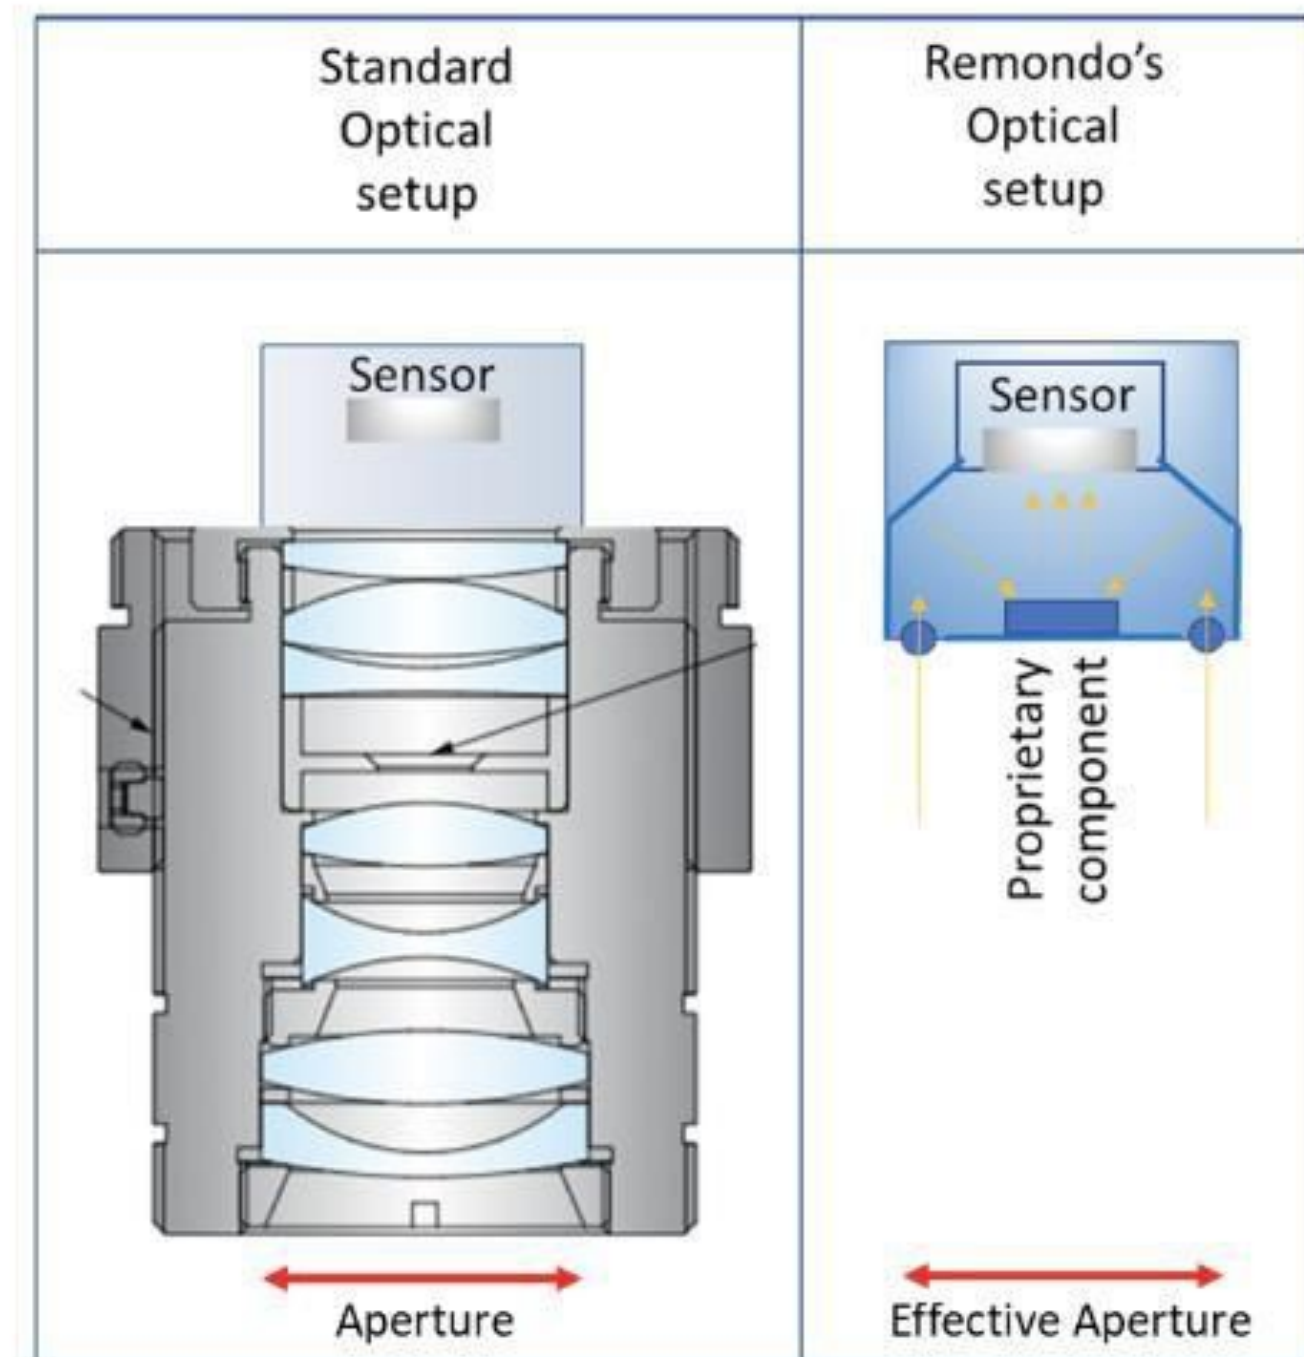 Standard
Optical
setup
Remondo's
Optical
setup
Sensor
Sensor
Proprietary
component
Aperture
Effective Aperture